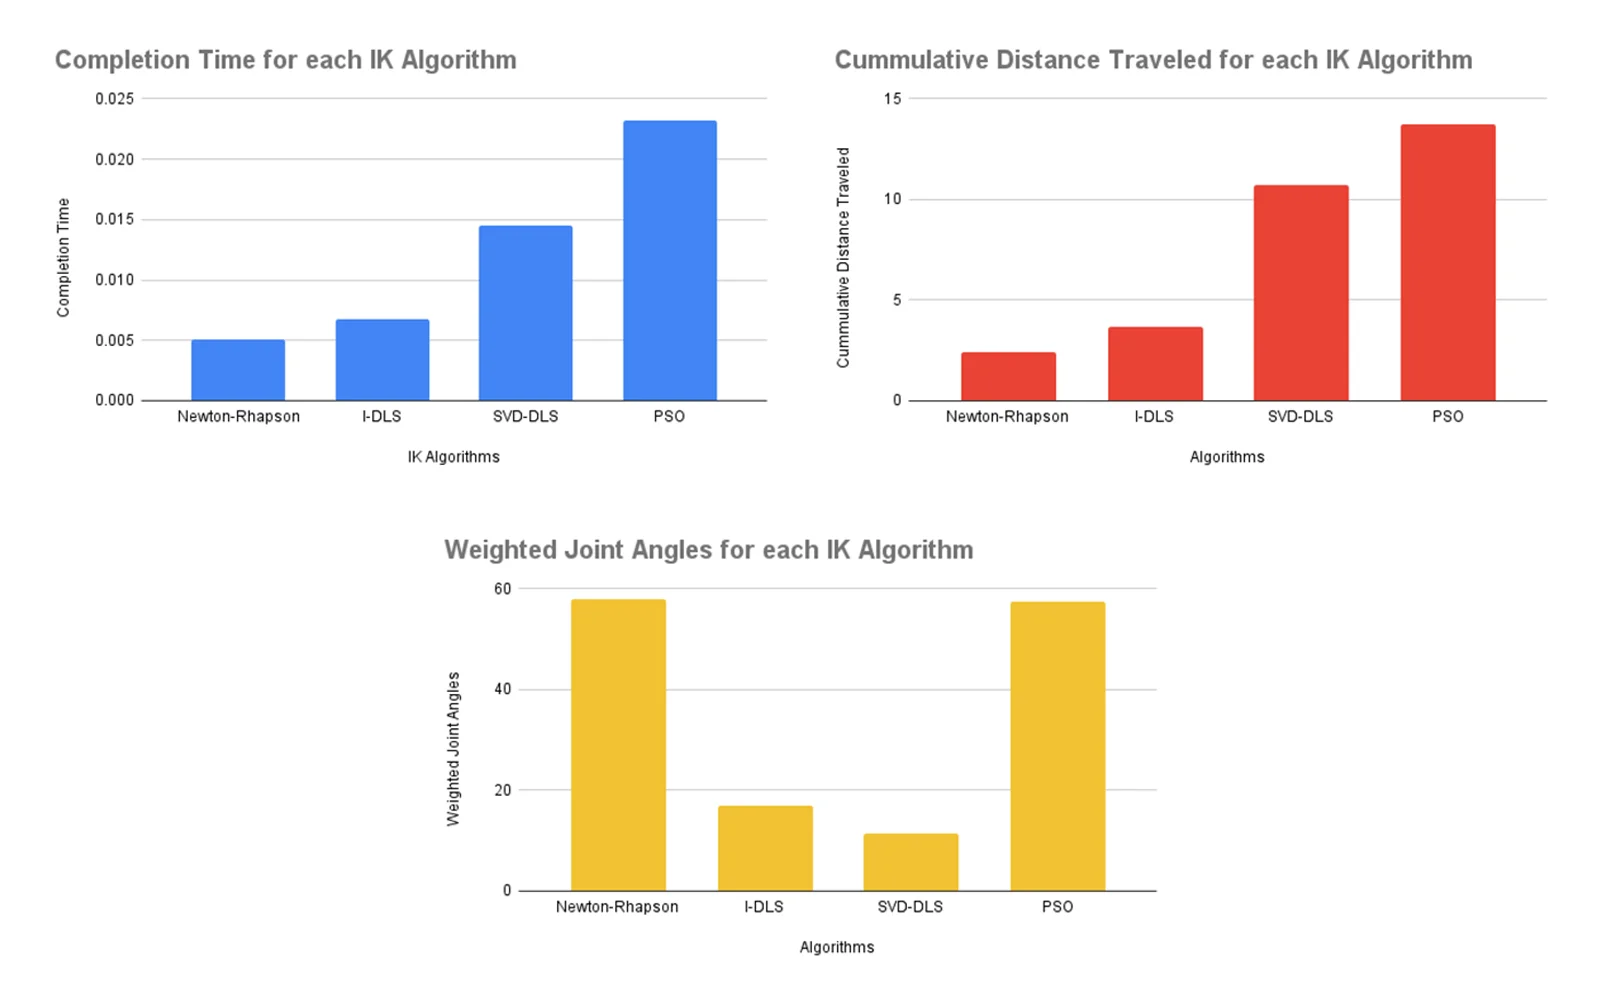 Completion Time for each IK Algorithm
0.025
0.020
0.015
0.010
0.005
0.000
Completion Time
Newton-Rhapson I-DLS SVD-DLS PSO
IK Algorithms
Cummulative Distance Traveled for each IK Algorithm
15
10
5
0
Cummulative Distance Traveled
Newton-Rhapson I-DLS SVD-DLS PSO
Algorithms
Weighted Joint Angles for each IK Algorithm
60
40
20
0
Weighted Joint Angles
Newton-Rhapson I-DLS SVD-DLS PSO
Algorithms